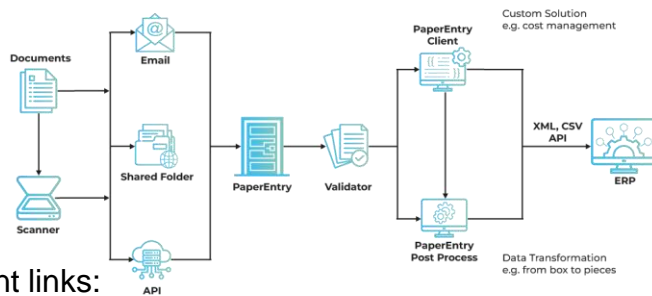 Documents
Scanner
Email
Shared Folder
API
PaperEntry
Validator
PaperEntry
Client
PaperEntry
Post Process
Custom Solution
e.g. cost management
XML, CSV
API
ERP
Data Transformation
e.g. from box to pieces
nt links: